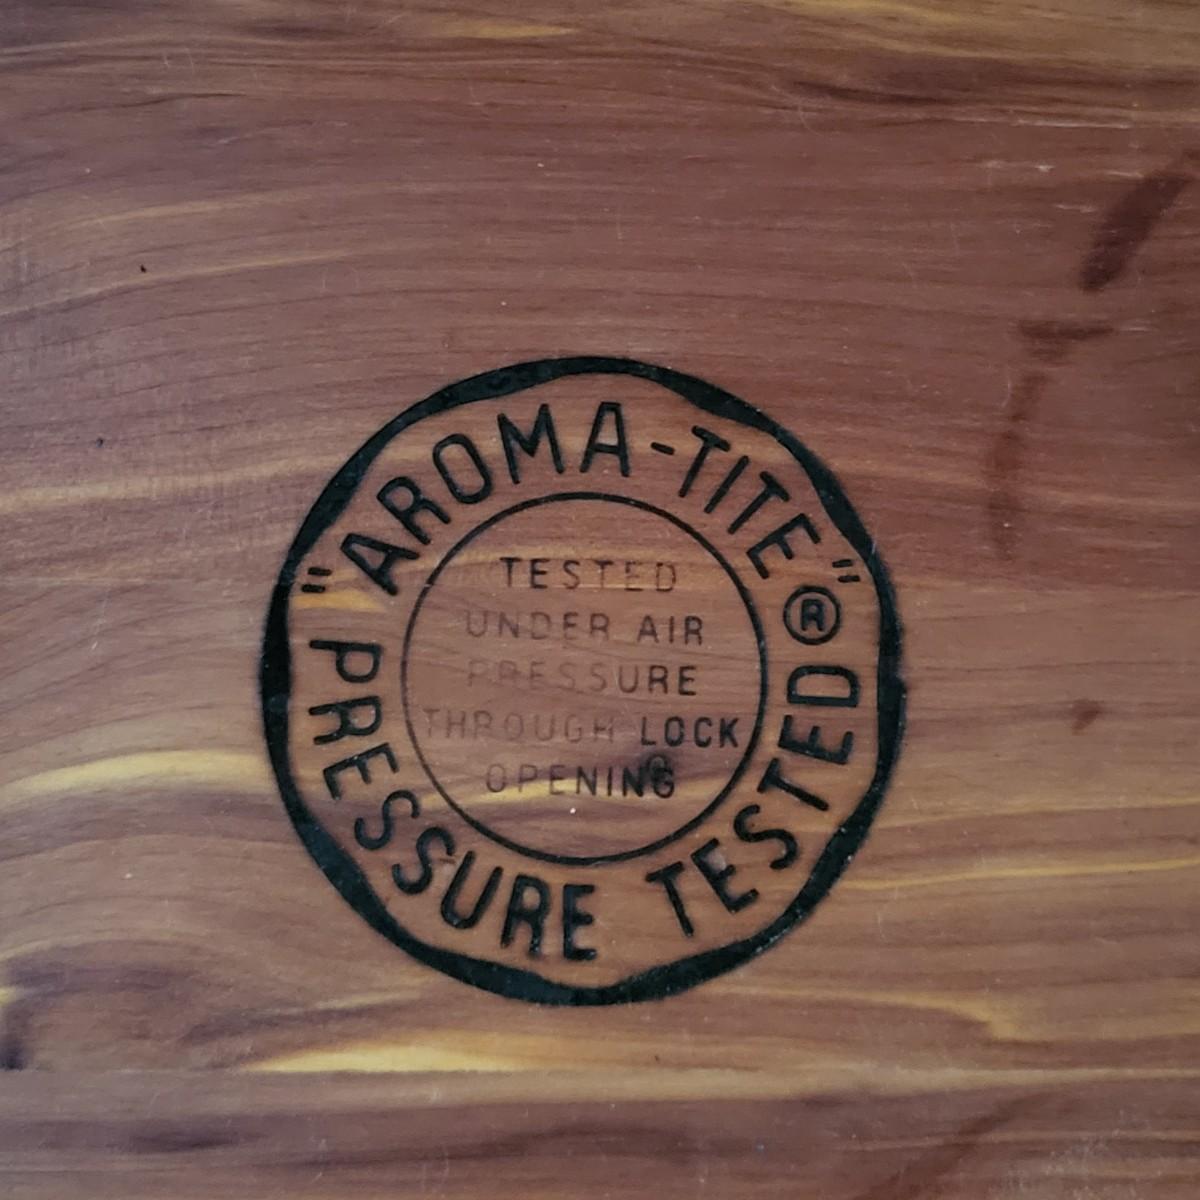 "AROMA-TITE"®
PRESSURE TESTED
TESTED
UNDER AIR
PRESSURE
THROUGH LOCK
OPENING